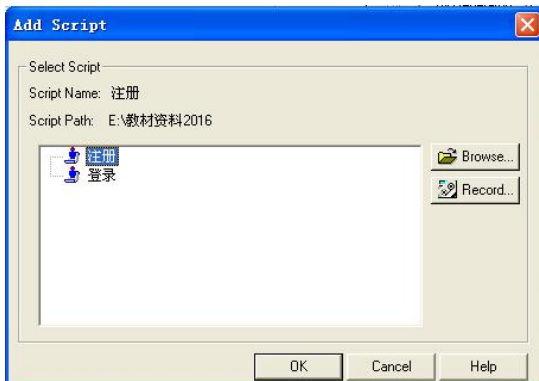 Add Script
Select Script
Script Name: 注册
Script Path: E:\教材资料2016
注册
登录
Browse...
Record...
OK
Cancel
Help